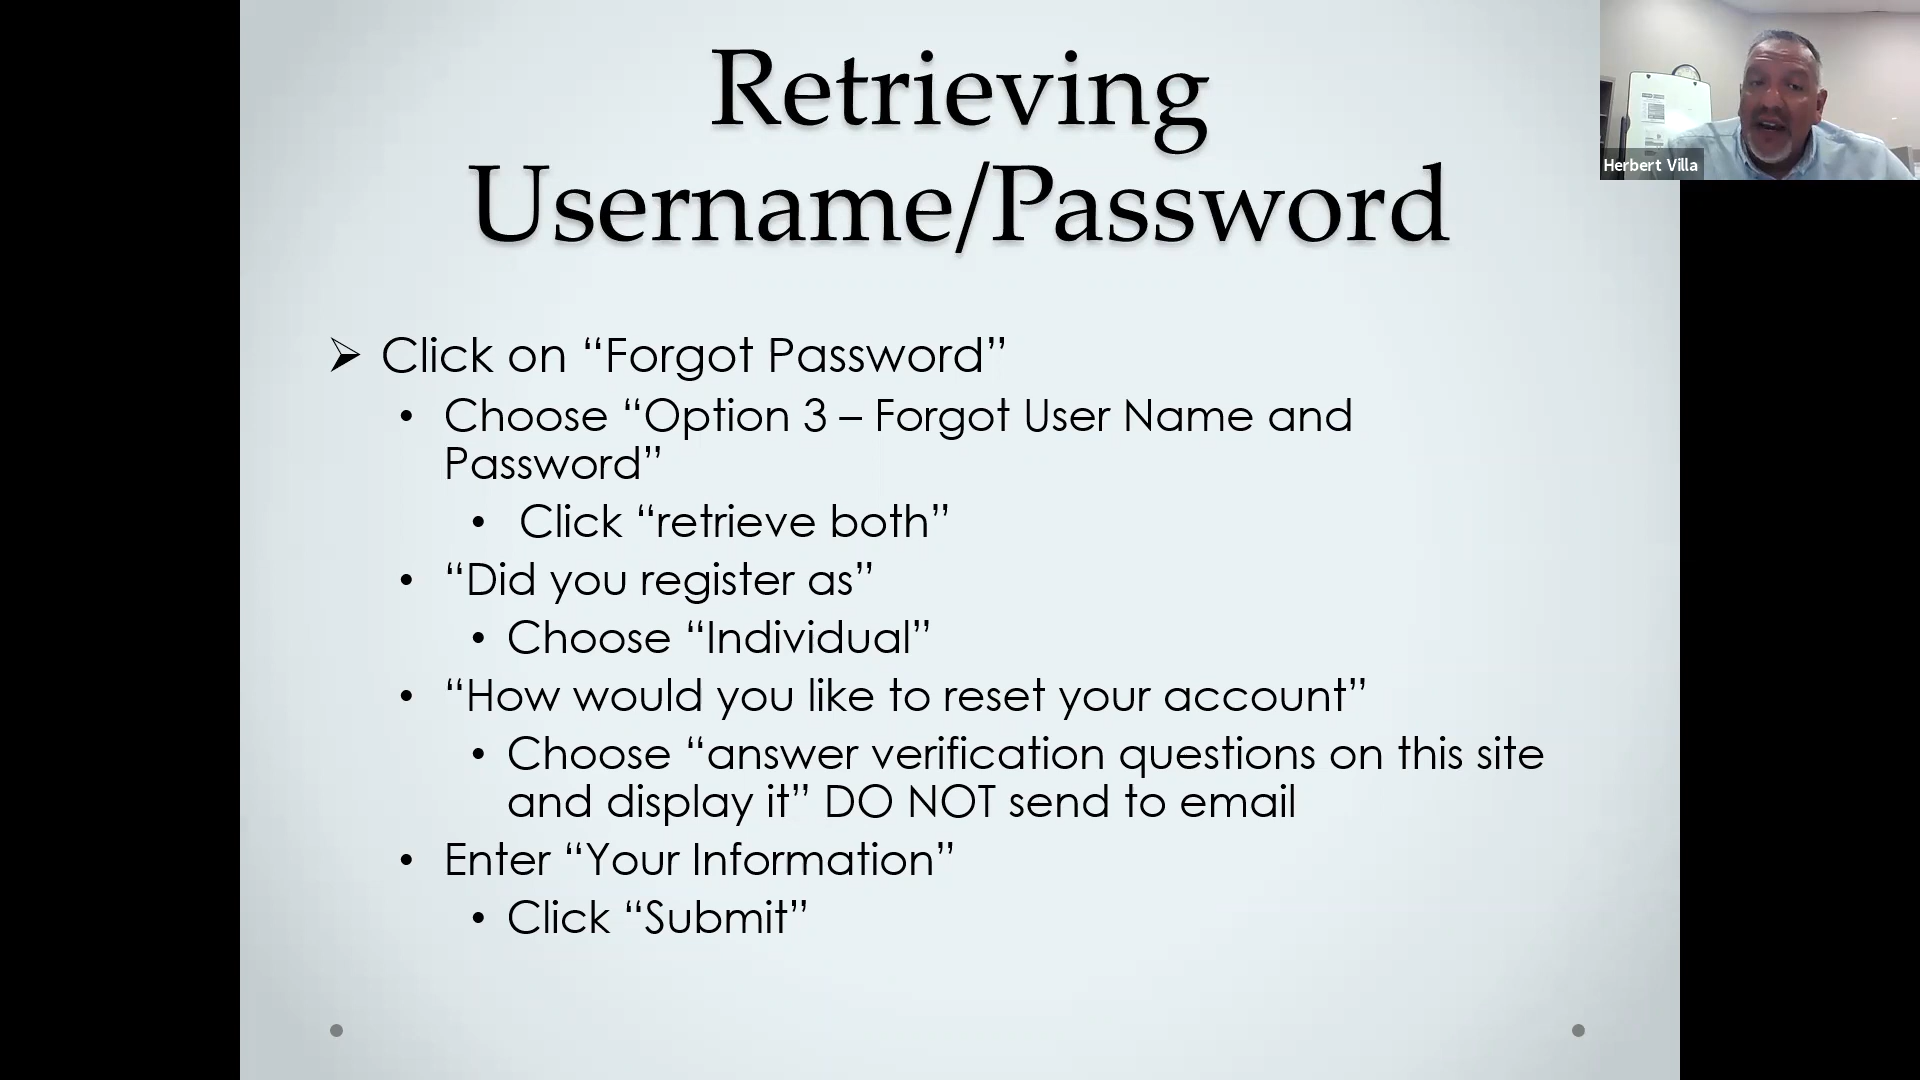 Retrieving
Username/Password
Herbert Villa
➢ Click on “Forgot Password”
• Choose “Option 3 – Forgot User Name and
Password”
• Click “retrieve both”
• “Did you register as”
• Choose “Individual”
• “How would you like to reset your account”
• Choose “answer verification questions on this site
and display it” DO NOT send to email
• Enter “Your Information”
• Click “Submit”